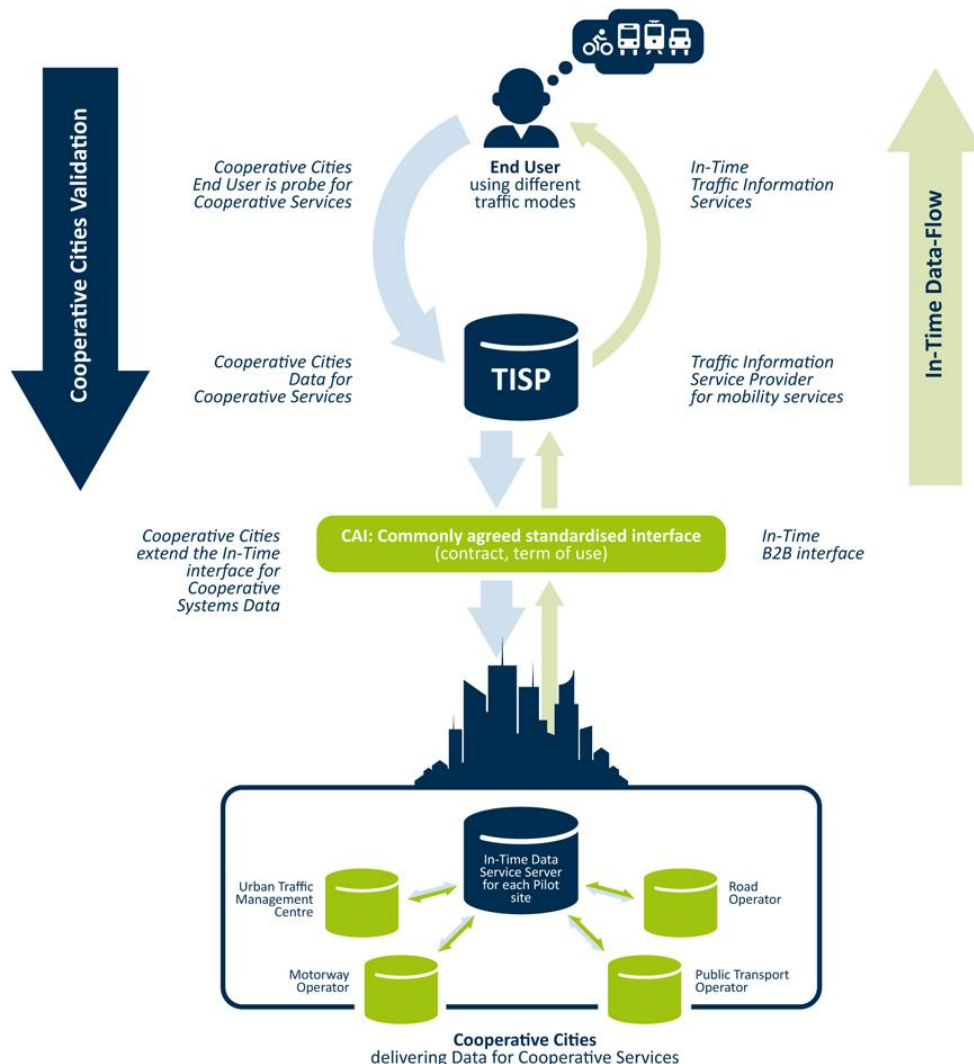 Cooperative Cities Validation
In-Time Data-Flow
Cooperative Cities
End User is probe for
Cooperative Services
End User
using different
traffic modes
In-Time
Traffic Information
Services
Cooperative Cities
Data for
Cooperative Services
TISP
Traffic Information
Service Provider
for mobility services
Cooperative Cities
extend the In-Time
interface for
Cooperative
Systems Data
CAI: Commonly agreed standardised interface
(contract, term of use)
In-Time
B2B interface
In-Time Data
Service Server
for each Pilot
site
Urban Traffic
Management
Centre
Road
Operator
Motorway
Operator
Public Transport
Operator
Cooperative Cities
delivering Data for Cooperative Services